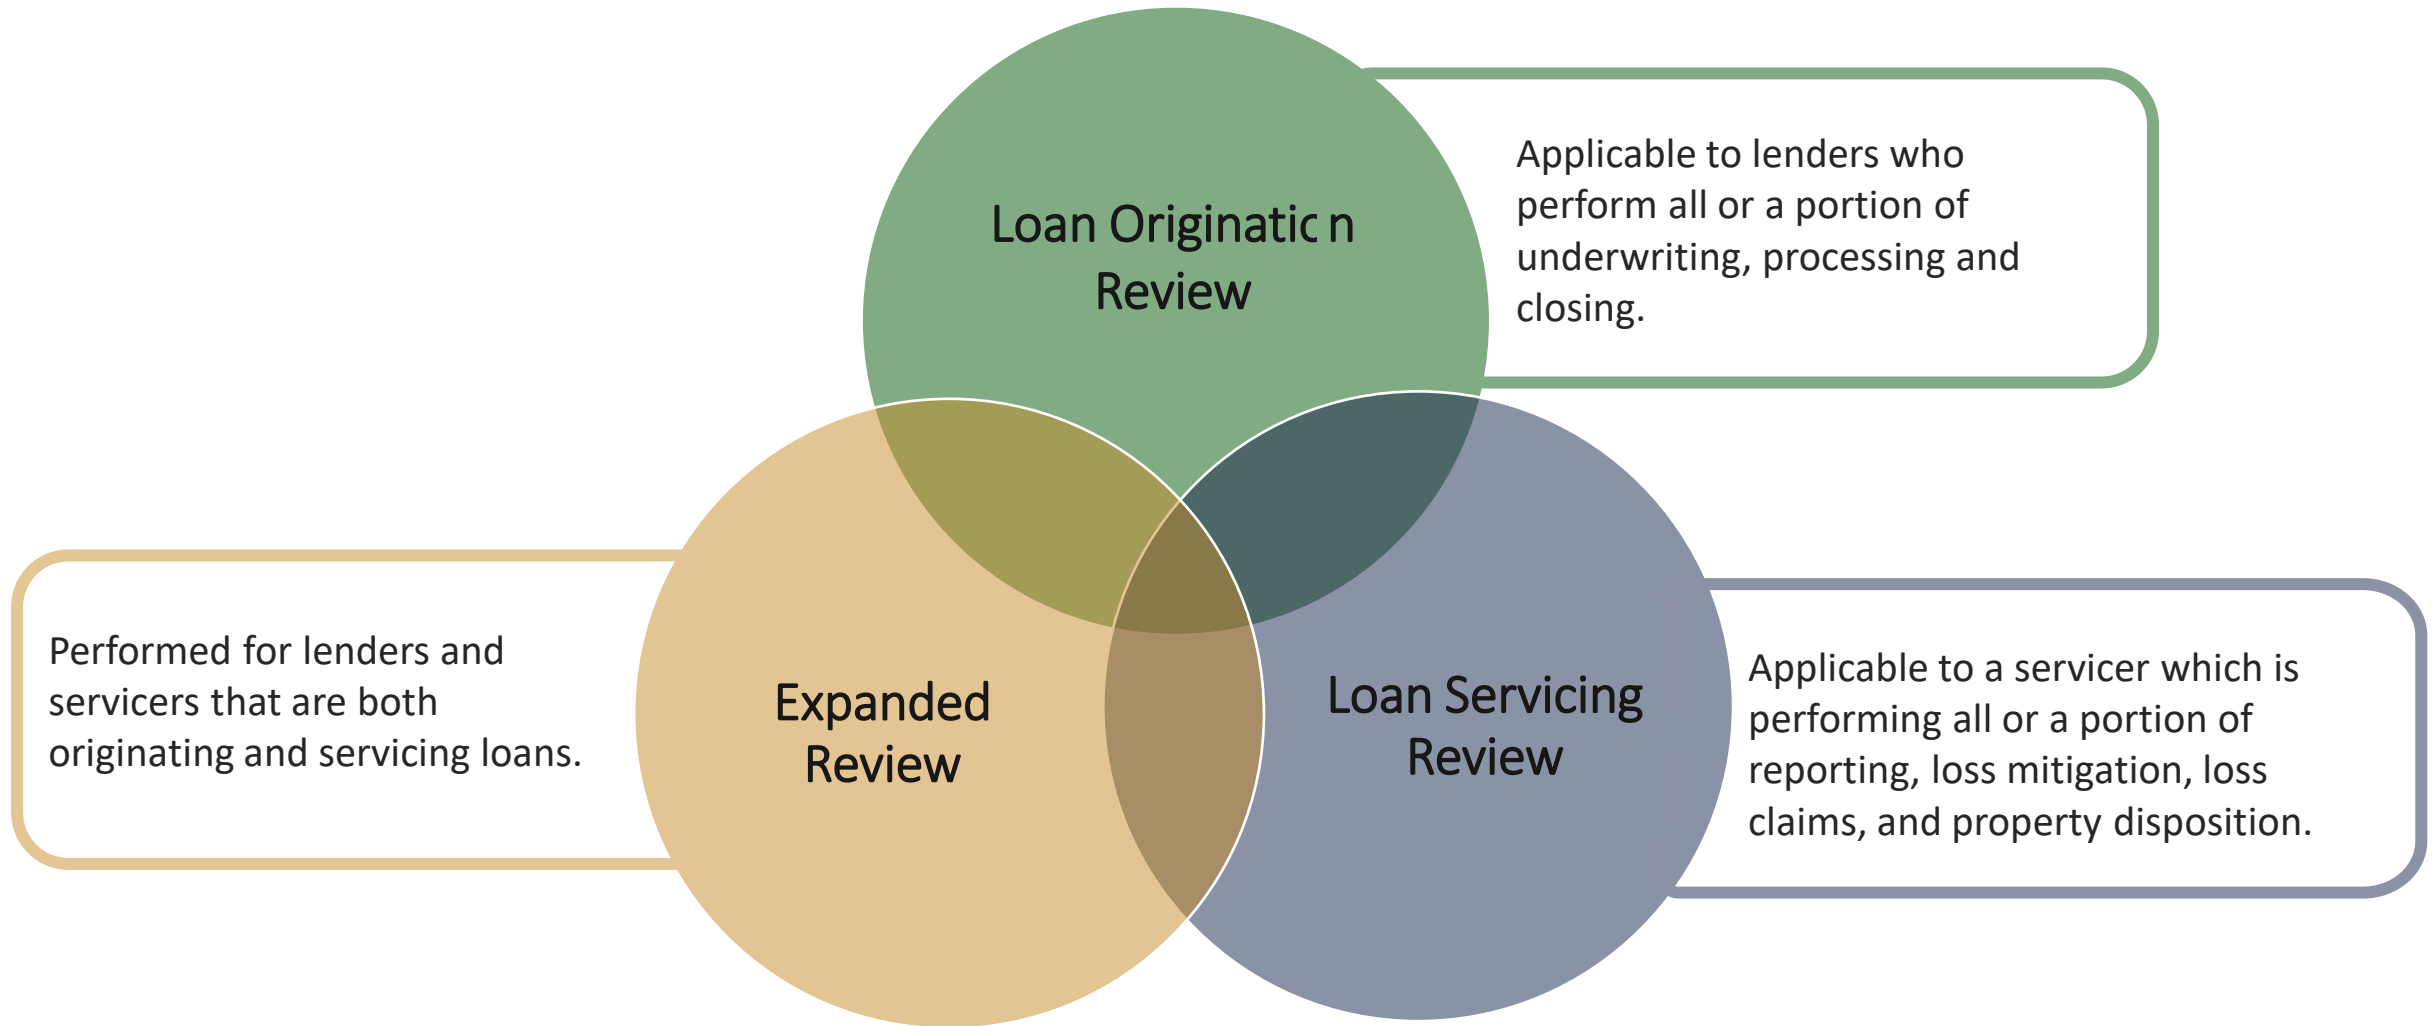 Loan Origination
Review
Applicable to lenders who
perform all or a portion of
underwriting, processing and
closing.
Expanded
Review
Performed for lenders and
servicers that are both
originating and servicing loans.
Loan Servicing
Review
Applicable to a servicer which is
performing all or a portion of
reporting, loss mitigation, loss
claims, and property disposition.